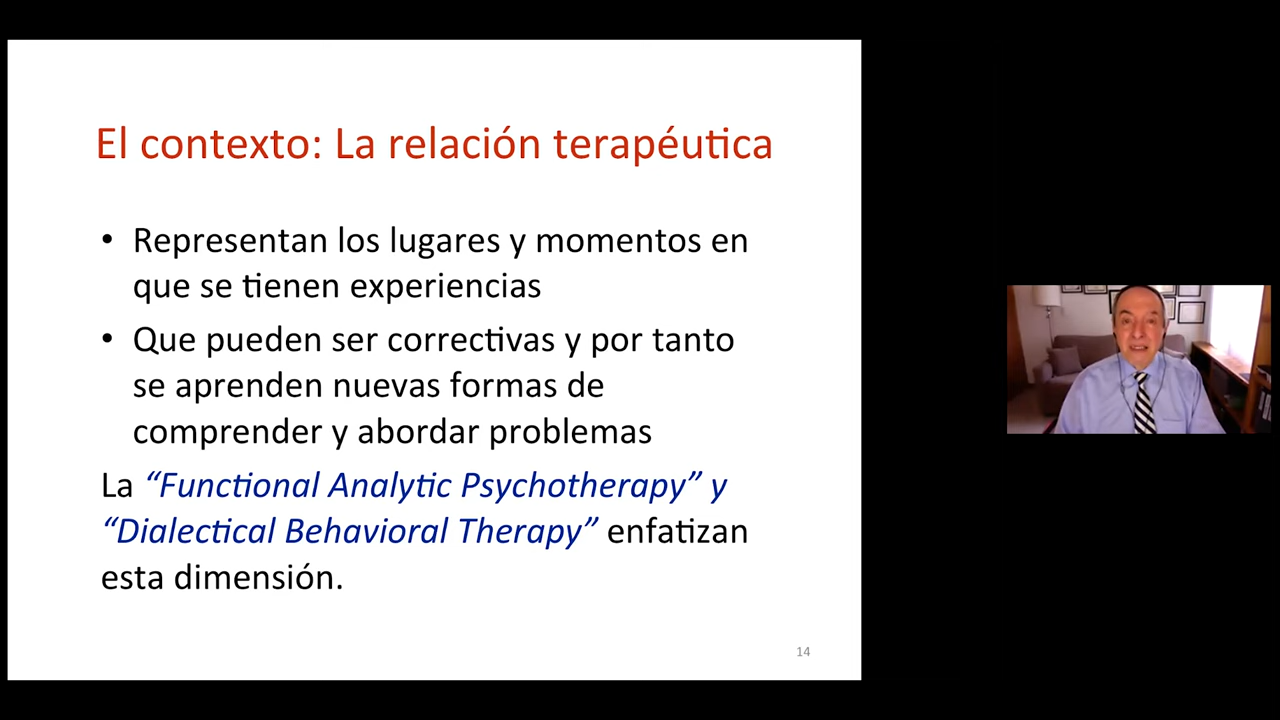 El contexto: La relación terapéutica
• Representan los lugares y momentos en
que se tienen experiencias
• Que pueden ser correctivas y por tanto
se aprenden nuevas formas de
comprender y abordar problemas
La “Functional Analytic Psychotherapy” y
“Dialectical Behavioral Therapy” enfatizan
esta dimensión.
14